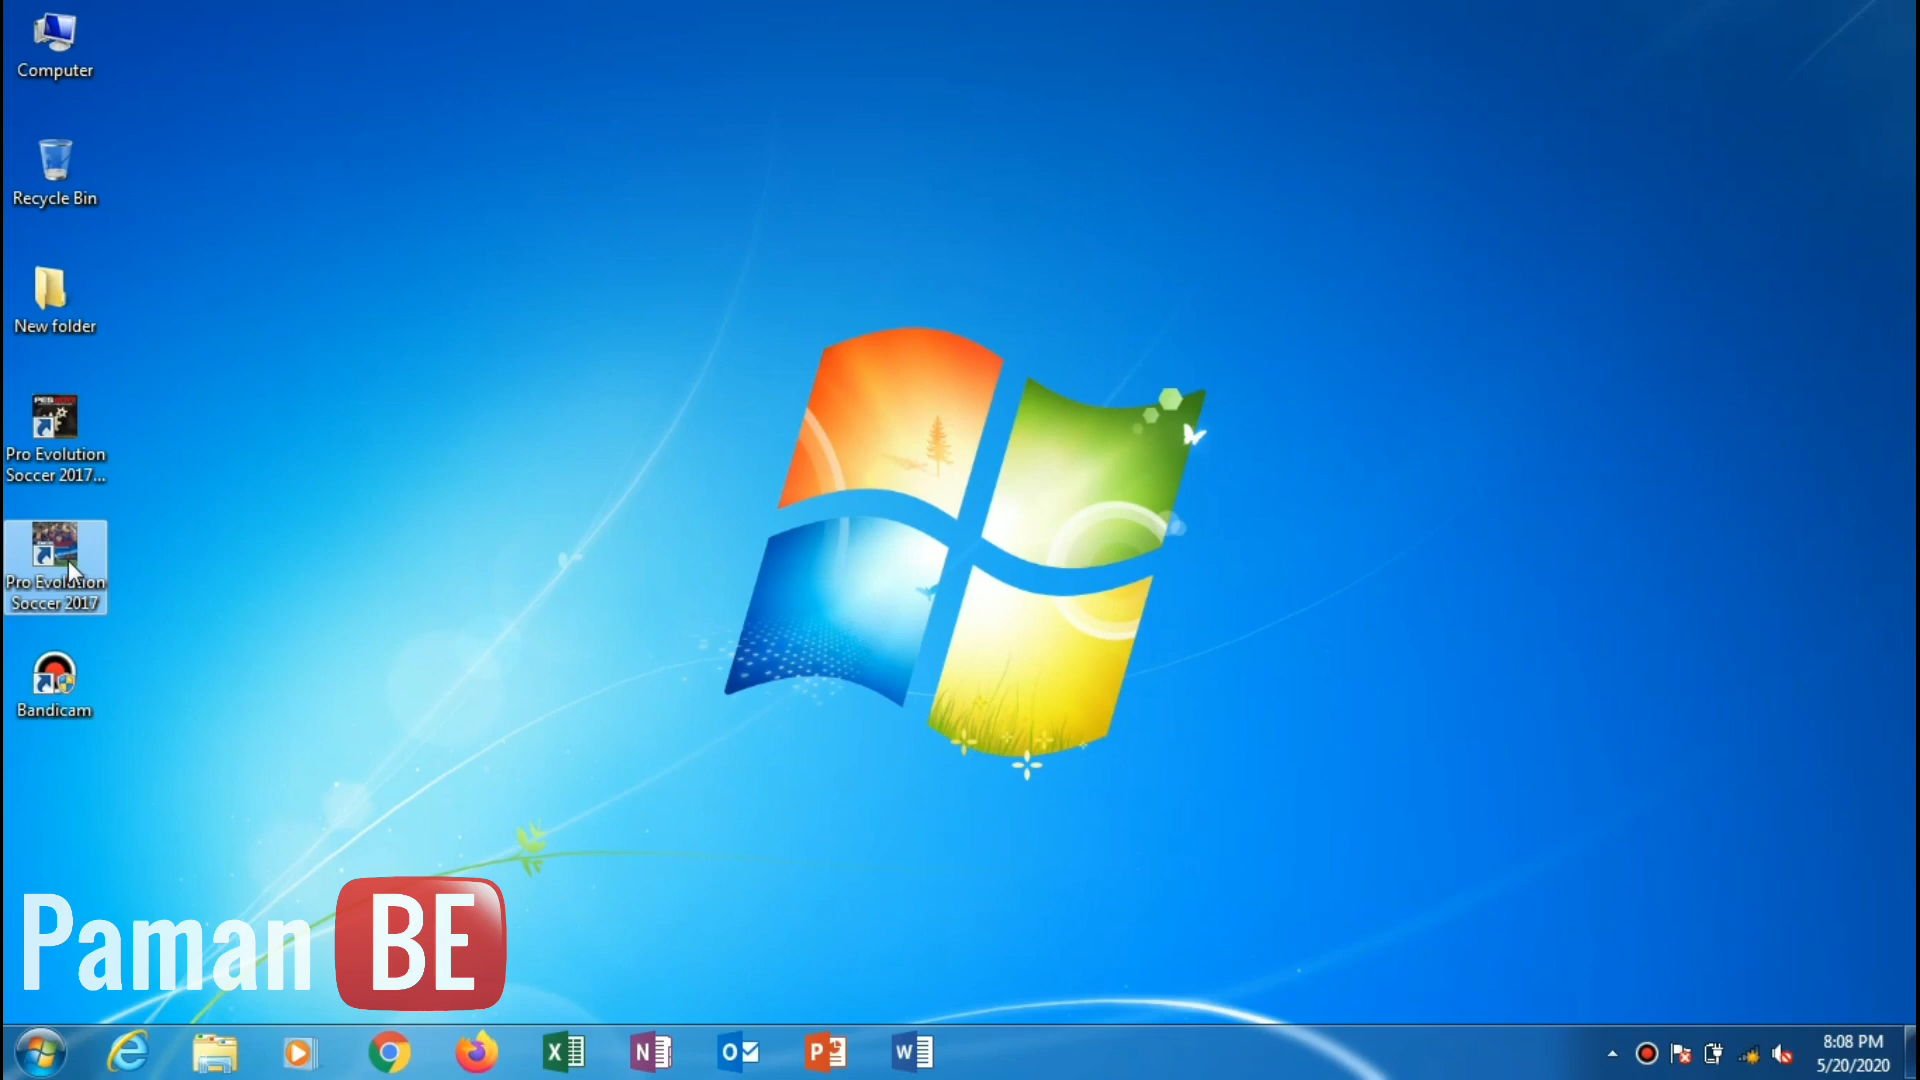 Computer
Recycle Bin
New folder
PES
Pro Evolution
Soccer 2017...
Pro Evolution
Soccer 2017
Bandicam
Paman BE
X
N
O
P
W
8:08 PM
5/20/2020